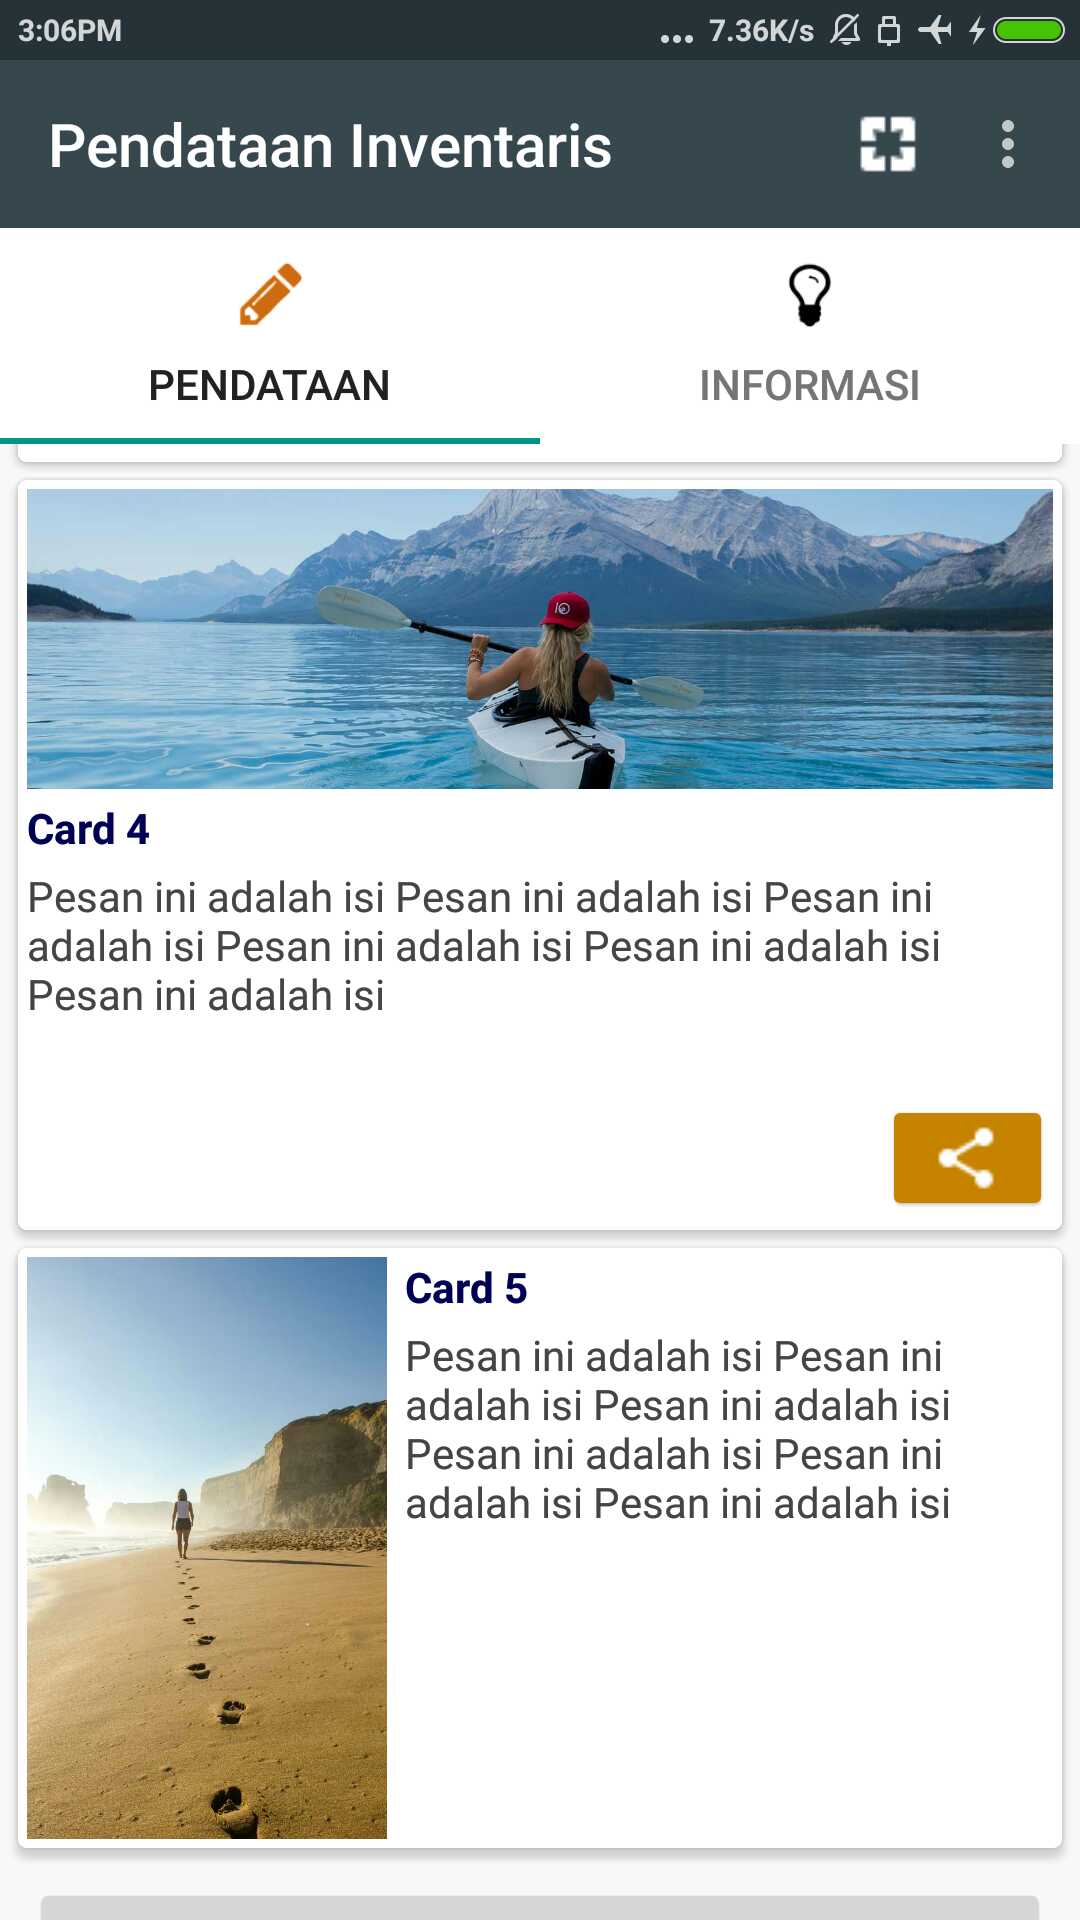 3:06PM
... 7.36K/s
Pendataan Inventaris
PENDATAAN
INFORMASI
Card 4
Pesan ini adalah isi Pesan ini adalah isi Pesan ini
adalah isi Pesan ini adalah isi Pesan ini adalah isi
Pesan ini adalah isi
Card 5
Pesan ini adalah isi Pesan ini
adalah isi Pesan ini adalah isi
Pesan ini adalah isi Pesan ini
adalah isi Pesan ini adalah isi